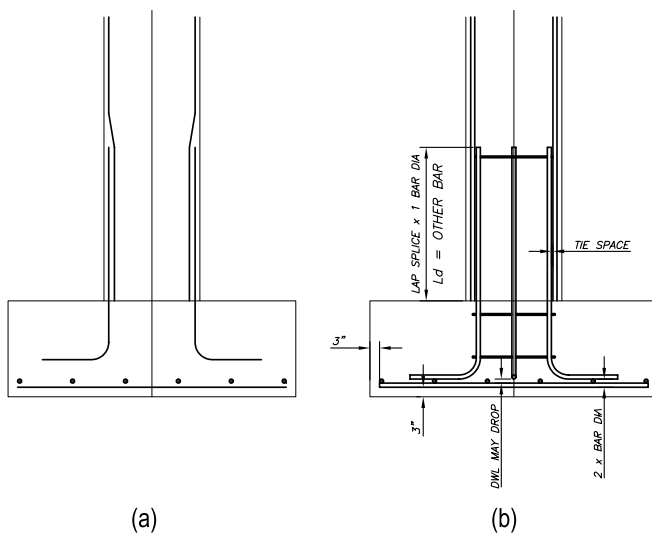 LAP SPLICE x 1 BAR DIA
Ld = OTHER BAR
TIE SPACE
3"
3"
DWL MAY DROP
2 x BAR DIA
(a)
(b)